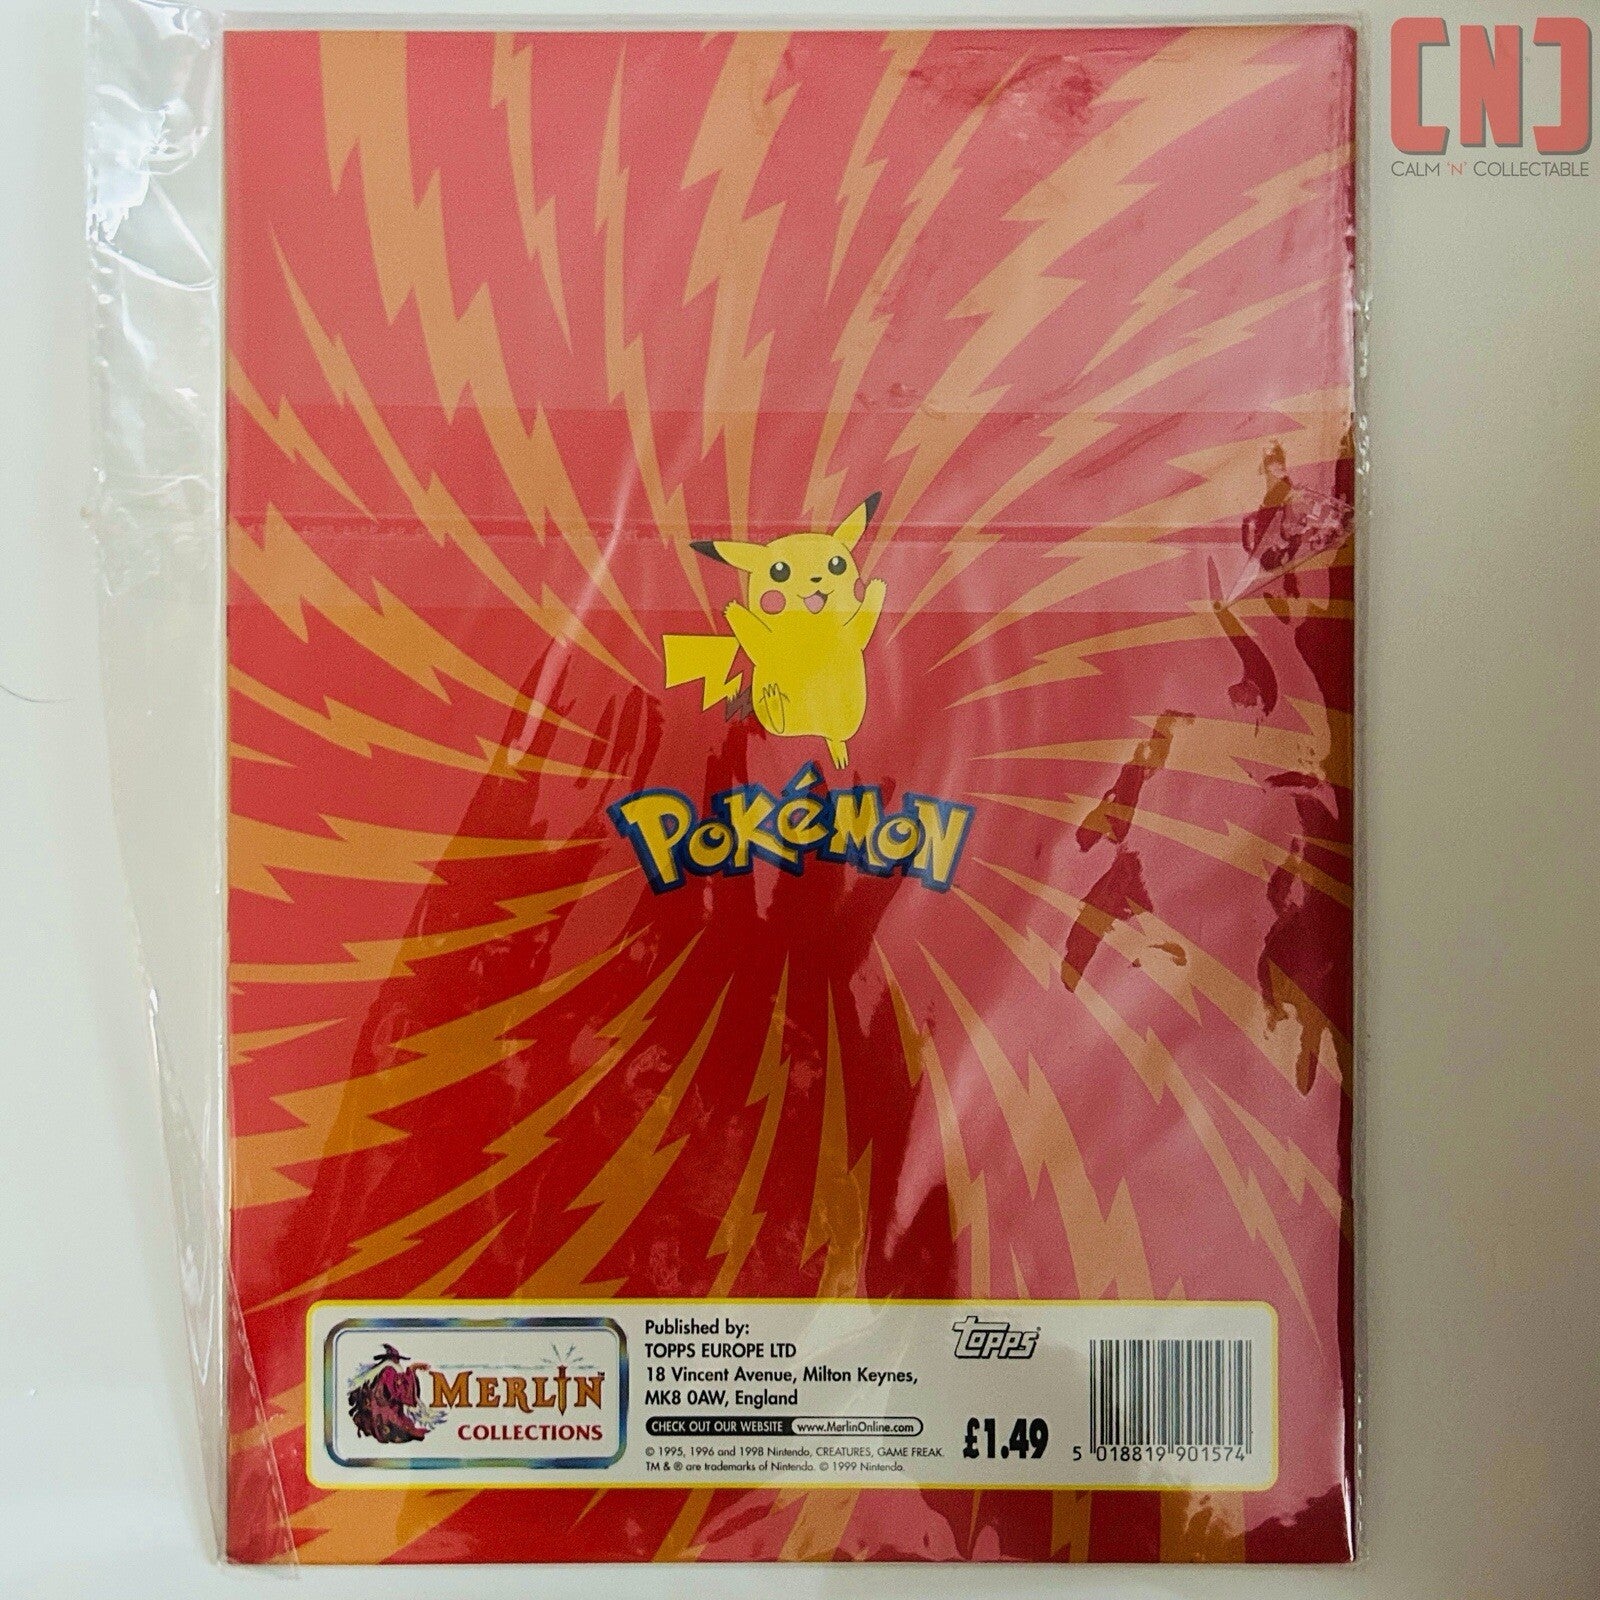 [N]
CALM 'N' COLLECTABLE
POKéMON
MERLIN™
COLLECTIONS
Published by:
TOPPS EUROPE LTD
18 Vincent Avenue, Milton Keynes,
MK8 0AW, England
CHECK OUT OUR WEBSITE www.MerlinOnline.com
© 1995, 1996 and 1998 Nintendo, CREATURES, GAME FREAK.
TM & ® are trademarks of Nintendo. © 1999 Nintendo.
TOPPS®
£1.49
5 018819 901574